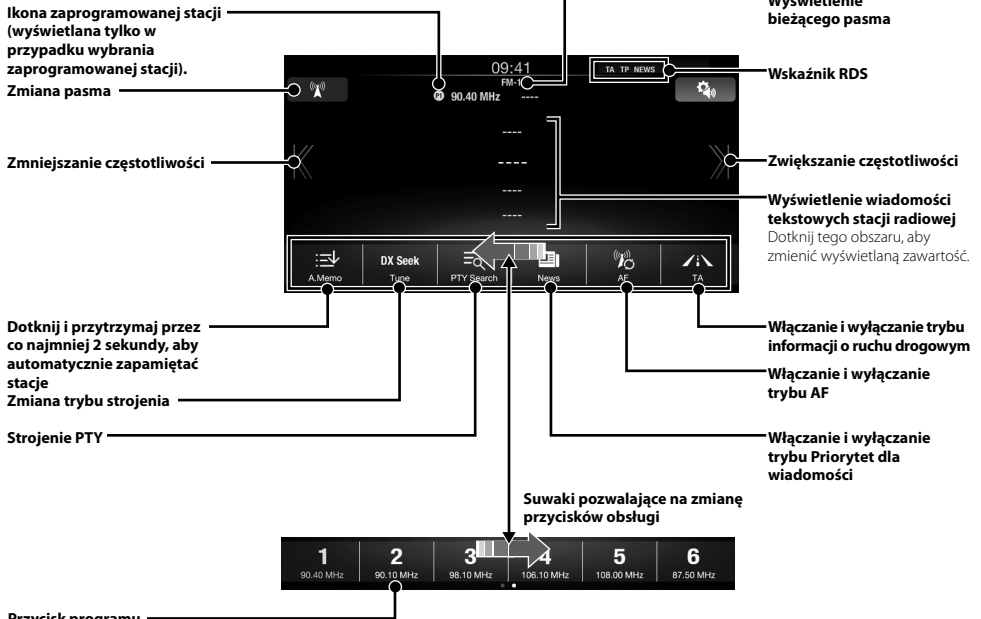 Ikona zaprogramowanej stacji
(wyświetlana tylko w
przypadku wybrania
zaprogramowanej stacji).
Zmiana pasma
Zmniejszanie częstotliwości
Wyświetlenie
bieżącego pasma
Wskaźnik RDS
Zwiększanie częstotliwości
Wyświetlenie wiadomości
tekstowych stacji radiowej
Dotknij tego obszaru, aby
zmienić wyświetlaną zawartość.
09:41
FM-1
TA TP NEWS
PI 90.40 MHz ----
----
----
----
----
DX Seek
A.Memo Tune PTY Search News AF TA
Dotknij i przytrzymaj przez
co najmniej 2 sekundy, aby
automatycznie zapamiętać
stacje
Zmiana trybu strojenia
Strojenie PTY
Włączanie i wyłączanie trybu
informacji o ruchu drogowym
Włączanie i wyłączanie
trybu AF
Włączanie i wyłączanie
trybu Priorytet dla
wiadomości
Suwaki pozwalające na zmianę
przycisków obsługi
1 2 3 4 5 6
90.40 MHz 90.10 MHz 98.10 MHz 106.10 MHz 108.00 MHz 87.50 MHz
Przycisk programu